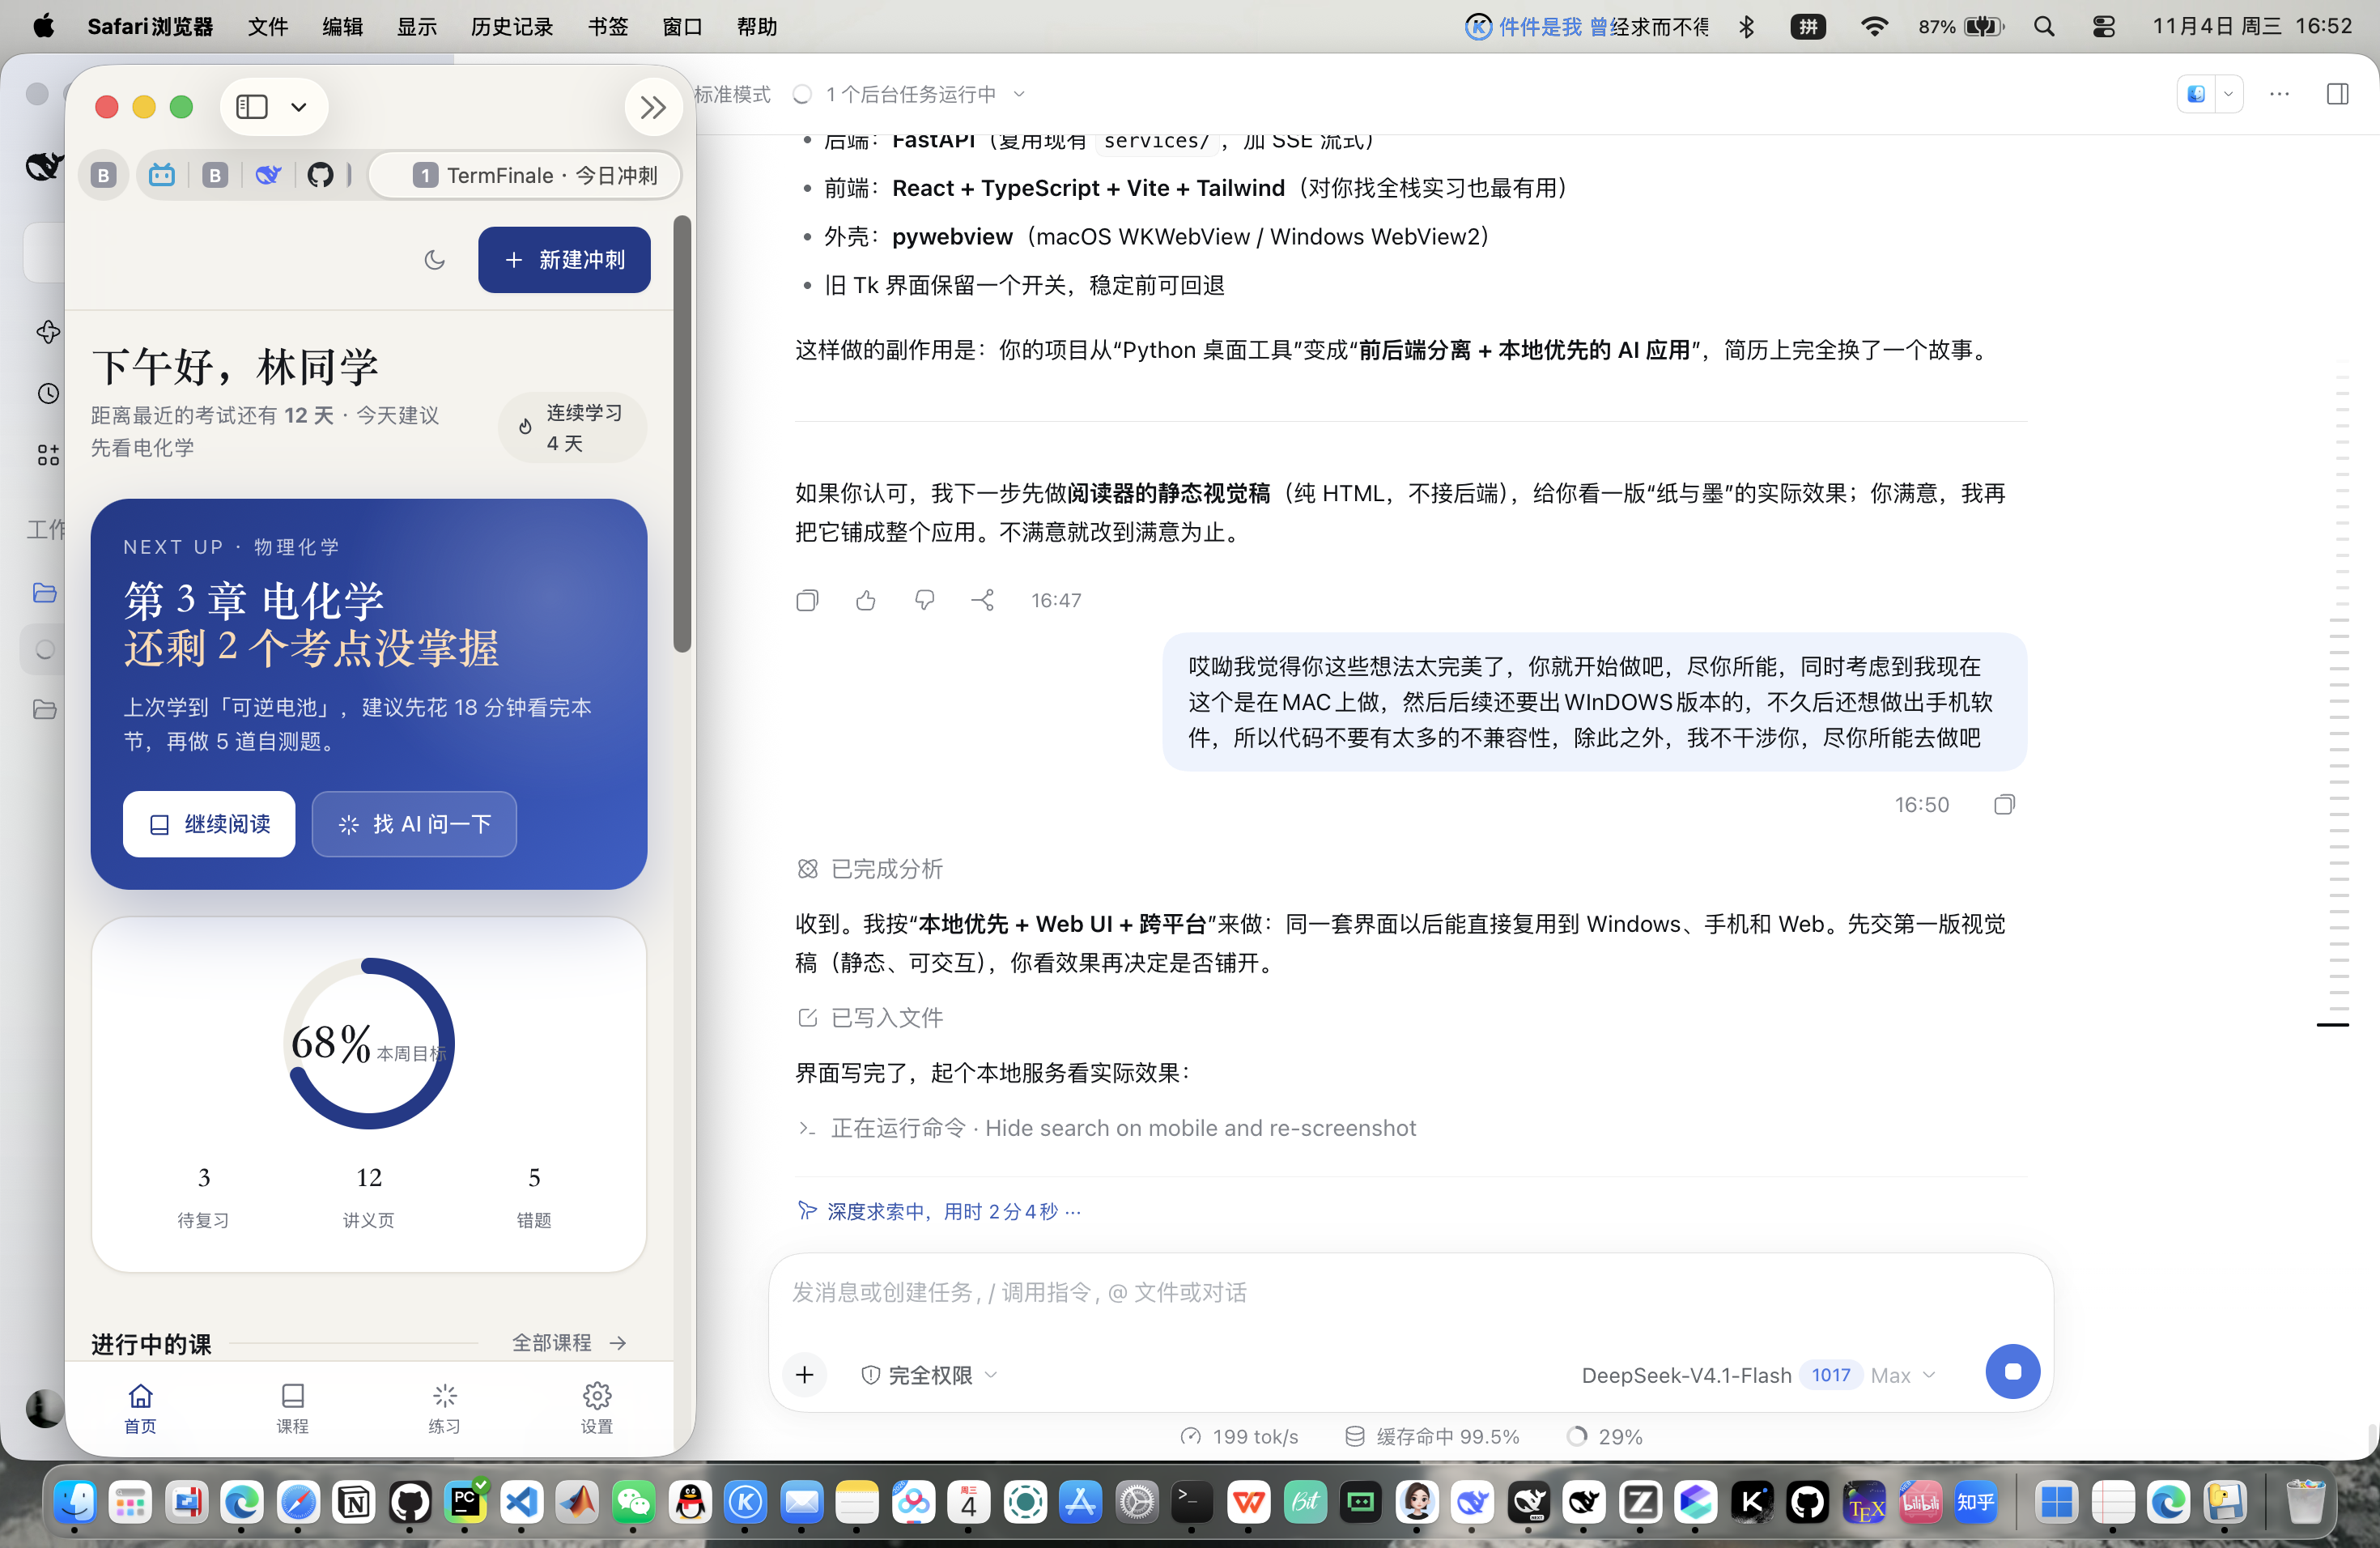 Safari浏览器 文件 编辑 显示 历史记录 书签 窗口 帮助
件件是我 曾经求而不得
拼
87%
11月4日 周三 16:52
B
B
1 TermFinale · 今日冲刺
新建冲刺
下午好，林同学
距离最近的考试还有 12 天 · 今天建议
先看电化学
连续学习
4 天
NEXT UP · 物理化学
第 3 章 电化学
还剩 2 个考点没掌握
上次学到「可逆电池」，建议先花 18 分钟看完本
节，再做 5 道自测题。
继续阅读
找 AI 问一下
68% 本周目标
3 12 5
待复习 讲义页 错题
进行中的课
全部课程
首页 课程 练习 设置
工作
标准模式
1 个后台任务运行中
后端：FastAPI（复用现有 services/，加 SSE 流式）
前端：React + TypeScript + Vite + Tailwind（对你找全栈实习也最有用）
外壳：pywebview（macOS WKWebView / Windows WebView2）
旧 Tk 界面保留一个开关，稳定前可回退
这样做的副作用是：你的项目从“Python 桌面工具”变成“前后端分离 + 本地优先的 AI 应用”，简历上完全换了一个故事。
如果你认可，我下一步先做阅读器的静态视觉稿（纯 HTML，不接后端），给你看一版“纸与墨”的实际效果；你满意，我再
把它铺成整个应用。不满意就改到满意为止。
16:47
哎呦我觉得你这些想法太完美了，你就开始做吧，尽你所能，同时考虑到我现在
这个是在MAC上做，然后后续还要出WInDOWS版本的，不久后还想做出手机软
件，所以代码不要有太多的不兼容性，除此之外，我不干涉你，尽你所能去做吧
16:50
已完成分析
收到。我按“本地优先 + Web UI + 跨平台”来做：同一套界面以后能直接复用到 Windows、手机和 Web。先交第一版视觉
稿（静态、可交互），你看效果再决定是否铺开。
已写入文件
界面写完了，起个本地服务看实际效果：
正在运行命令 · Hide search on mobile and re-screenshot
深度求索中，用时 2分4秒 ···
发消息或创建任务, / 调用指令, @ 文件或对话
完全权限
DeepSeek-V4.1-Flash 1017 Max
199 tok/s 缓存命中 99.5% 29%
PC
周三
4
Bit
TEX
bilibili
知乎